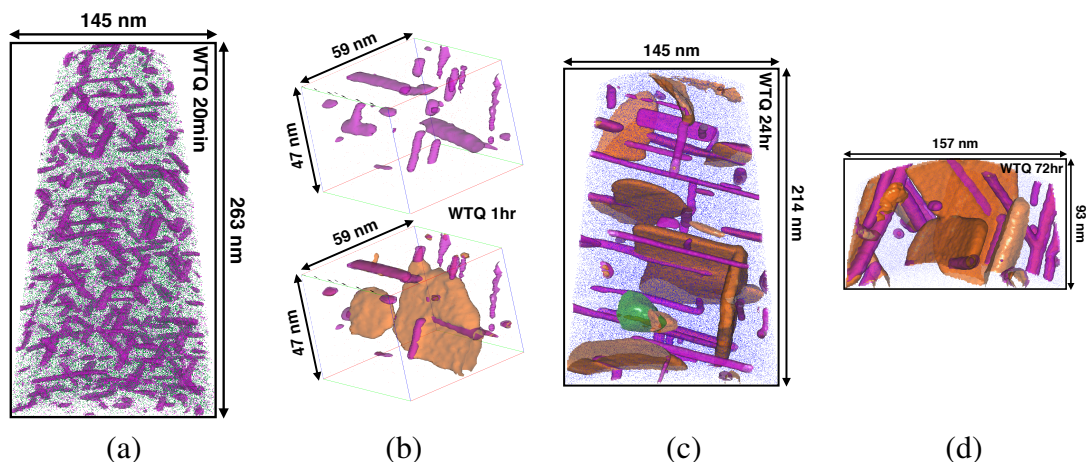 145 nm
WTQ 20min
263 nm
(a)
59 nm
47 nm
WTQ 1hr
59 nm
47 nm
(b)
145 nm
WTQ 24hr
214 nm
(c)
157 nm
WTQ 72hr
93 nm
(d)